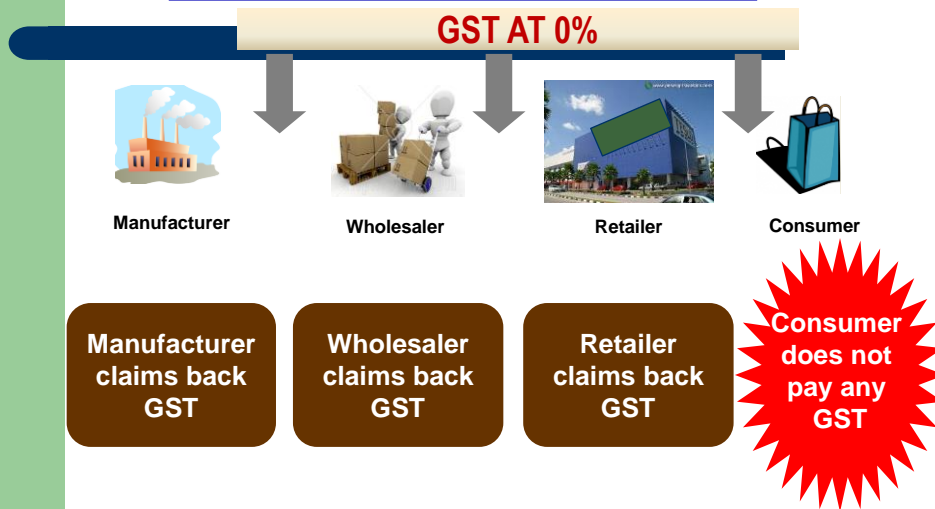 GST AT 0%
Manufacturer
Wholesaler
Retailer
Consumer
Manufacturer
claims back
GST
Wholesaler
claims back
GST
Retailer
claims back
GST
Consumer
does not
pay any
GST